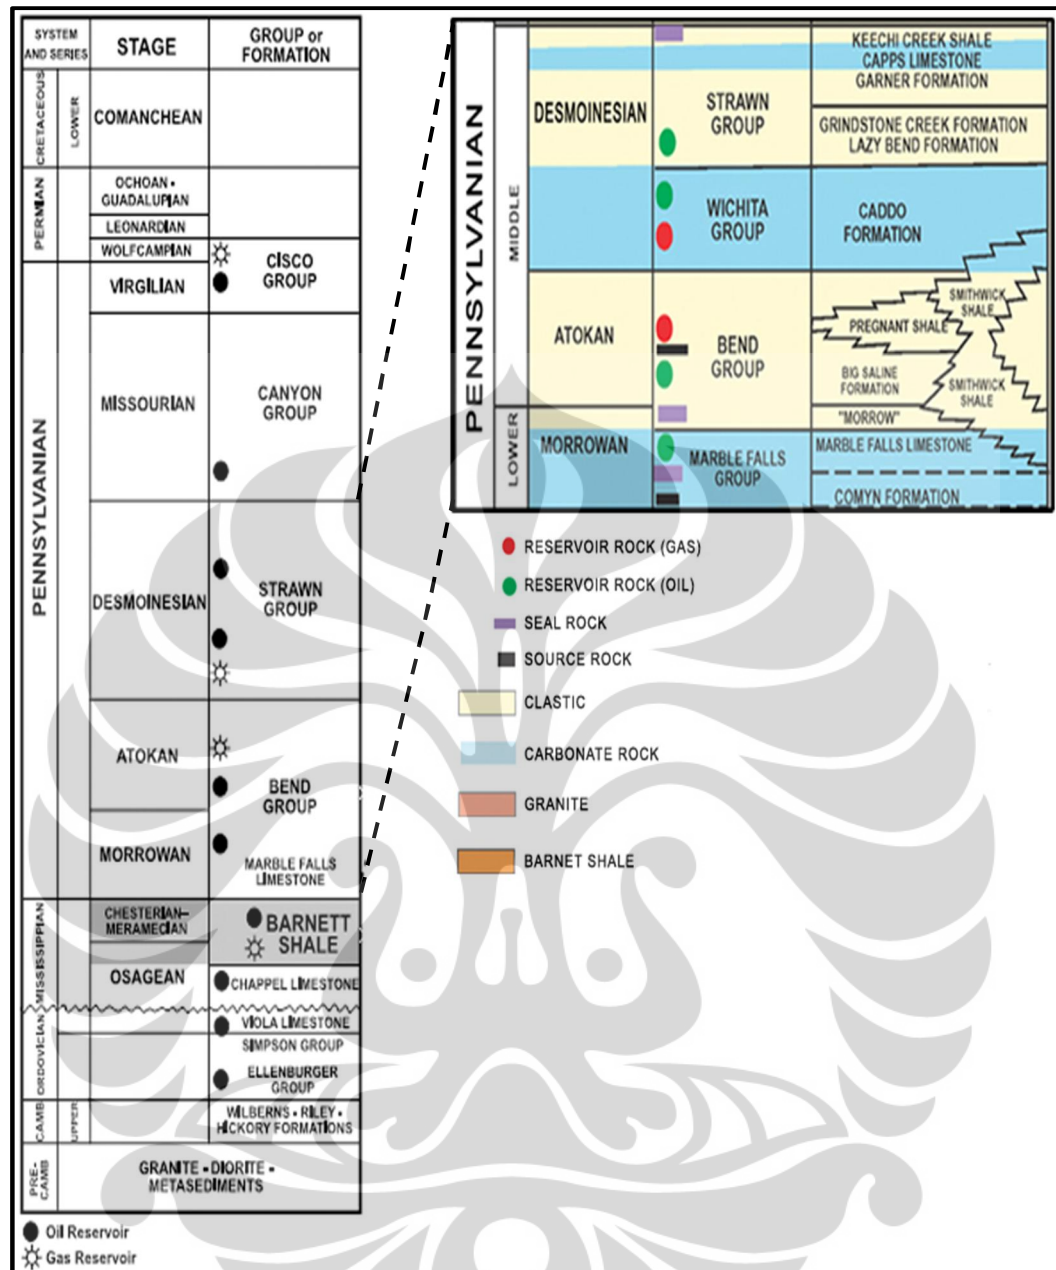 SYSTEM
AND SERIES
STAGE
GROUP or
FORMATION
CRETACEOUS
LOWER
COMANCHEAN
PERMIAN
OCHOAN -
GUADALUPIAN
LEONARDIAN
WOLFCAMPIAN
CISCO
GROUP
PENNSYLVANIAN
VIRGILIAN
MISSOURIAN
CANYON
GROUP
DESMOINESIAN
STRAWN
GROUP
ATOKAN
BEND
GROUP
MORROWAN
MARBLE FALLS
LIMESTONE
MISSISSIPPIAN
CHESTERIAN-
MERAMECIAN
BARNETT
SHALE
OSAGEAN
CHAPPEL LIMESTONE
ORDOVICIAN
VIOLA LIMESTONE
SIMPSON GROUP
ELLENBURGER
GROUP
CAMB
UPPER
WILBERNS - RILEY -
HICKORY FORMATIONS
PRE-
CAMB
GRANITE - DIORITE -
METASEDIMENTS
Oil Reservoir
Gas Reservoir
PENNSYLVANIAN
MIDDLE
LOWER
DESMOINESIAN
STRAWN
GROUP
KEECHI CREEK SHALE
CAPPS LIMESTONE
GARNER FORMATION
GRINDSTONE CREEK FORMATION
LAZY BEND FORMATION
WICHITA
GROUP
CADDO
FORMATION
ATOKAN
BEND
GROUP
SMITHWICK
SHALE
PREGNANT SHALE
BIG SALINE
FORMATION
SMITHWICK
SHALE
"MORROW"
MORROWAN
MARBLE FALLS
GROUP
MARBLE FALLS LIMESTONE
COMYN FORMATION
RESERVOIR ROCK (GAS)
RESERVOIR ROCK (OIL)
SEAL ROCK
SOURCE ROCK
CLASTIC
CARBONATE ROCK
GRANITE
BARNET SHALE